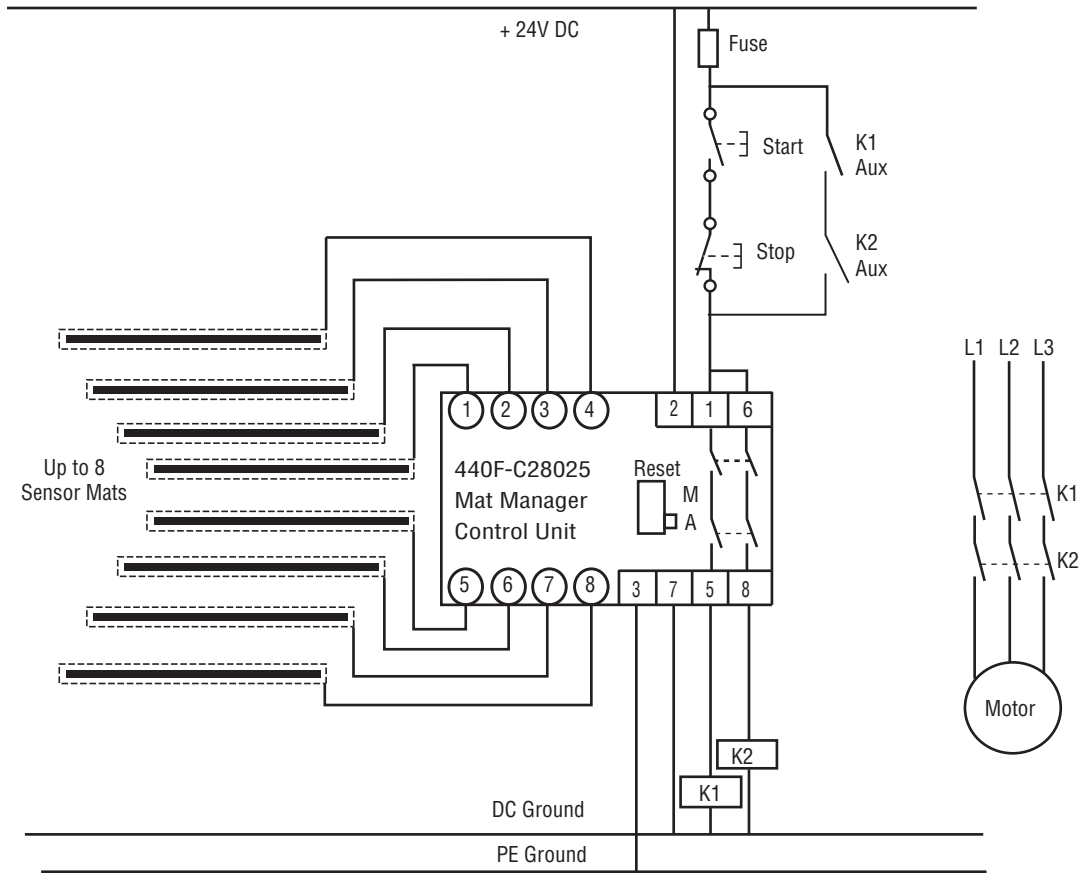 + 24V DC
Fuse
Start
K1
Aux
Stop
K2
Aux
L1 L2 L3
1 2 3 4
2 1 6
Up to 8
Sensor Mats
440F-C28025
Mat Manager
Control Unit
Reset
M
A
K1
K2
5 6 7 8
3 7 5 8
Motor
K2
K1
DC Ground
PE Ground